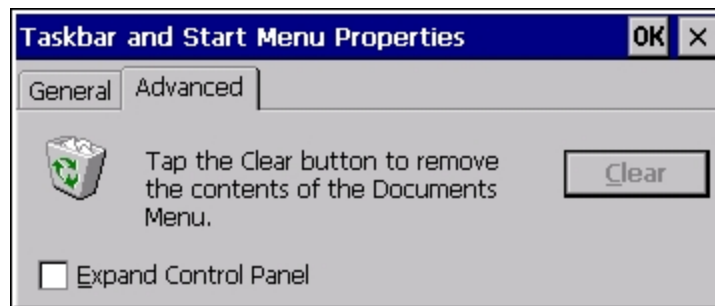 Taskbar and Start Menu Properties OK ×
General Advanced
Tap the Clear button to remove
the contents of the Documents
Menu.
Clear
Expand Control Panel